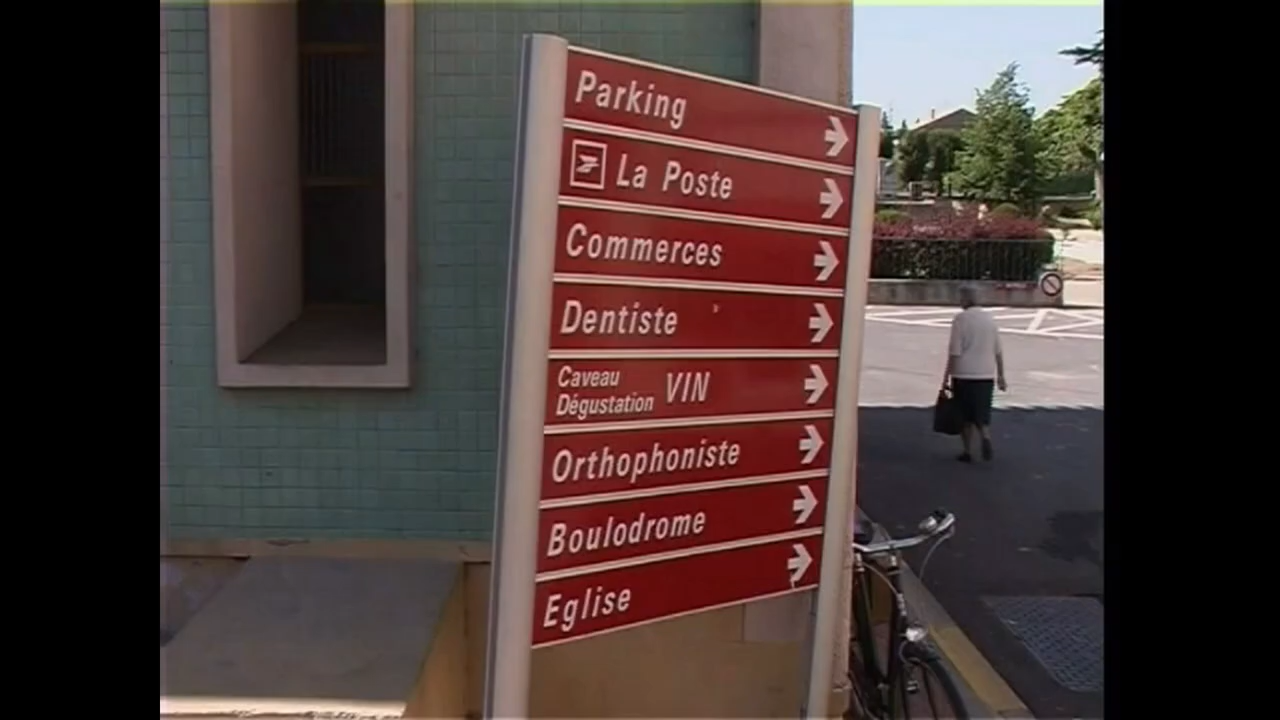 Parking
La Poste
Commerces
Dentiste
Caveau
Dégustation VIN
Orthophoniste
Boulodrome
Eglise